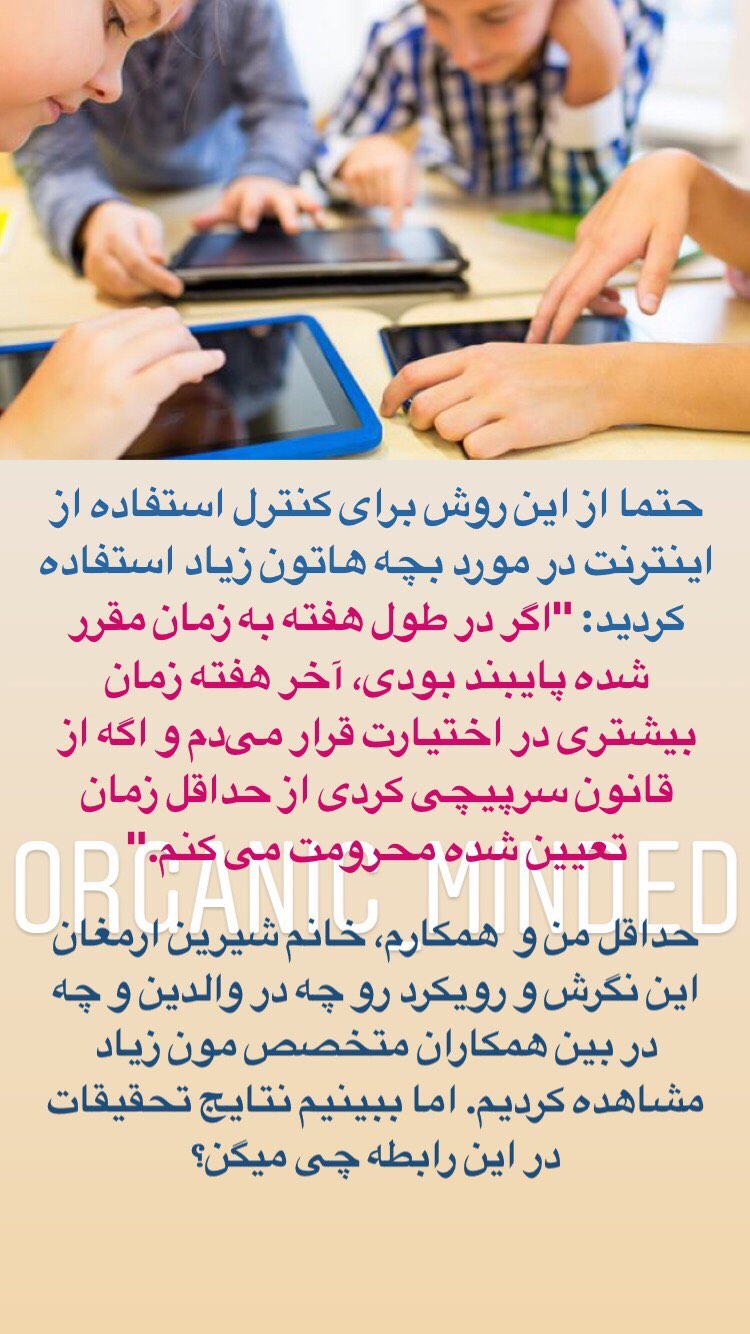 حتما از این روش برای کنترل استفاده از
اینترنت در مورد بچه هاتون زیاد استفاده
کردید: "اگر در طول هفته به زمان مقرر
شده پایبند بودی، آخر هفته زمان
بیشتری در اختیارت قرار می‌دم و اگه از
قانون سرپیچی کردی از حداقل زمان
تعیین شده محرومت می‌کنم."
ORGANIC_MINDED
حداقل من و همکارم، خانم شیرین ارمغان
این نگرش و رویکرد رو چه در والدین و چه
در بین همکاران متخصص مون زیاد
مشاهده کردیم. اما ببینیم نتایج تحقیقات
در این رابطه چی میگن؟